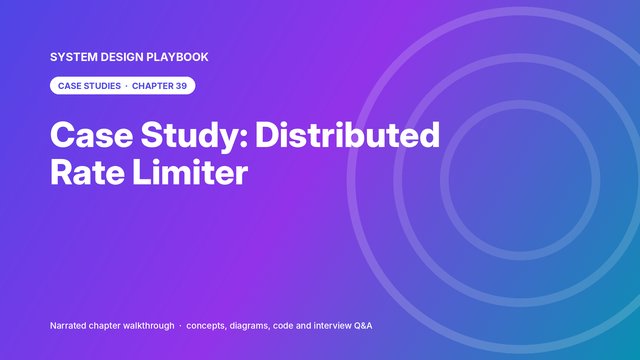 SYSTEM DESIGN PLAYBOOK
CASE STUDIES · CHAPTER 39
Case Study: Distributed
Rate Limiter
Narrated chapter walkthrough · concepts, diagrams, code and interview Q&A